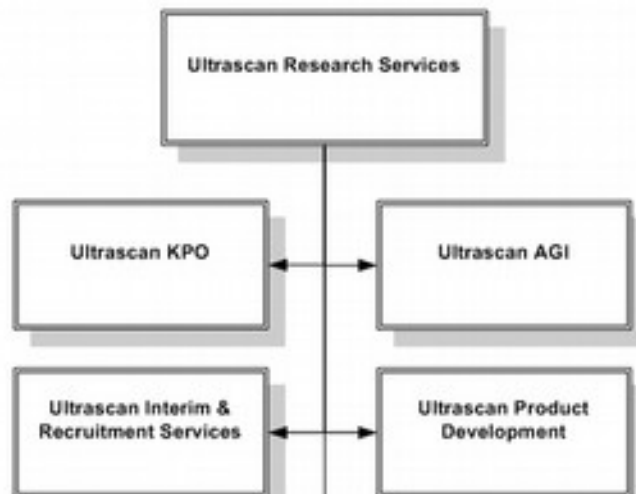 Ultrascan Research Services
Ultrascan KPO
Ultrascan AGI
Ultrascan Interim &
Recruitment Services
Ultrascan Product
Development